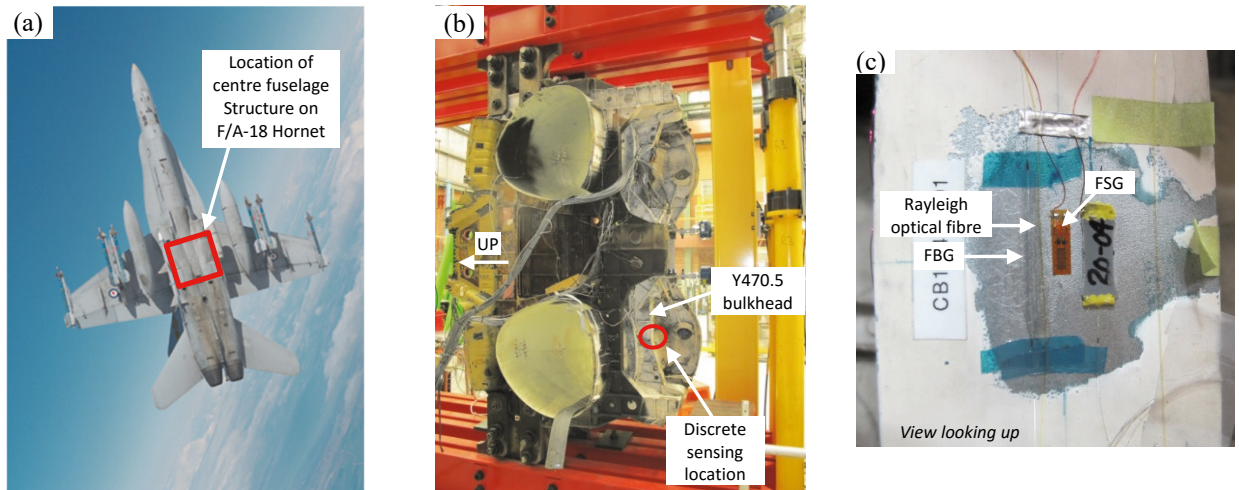 (a)
Location of
centre fuselage
Structure on
F/A-18 Hornet
(b)
UP
Y470.5
bulkhead
Discrete
sensing
location
(c)
FSG
Rayleigh
optical fibre
FBG
20-04
CB1
View looking up